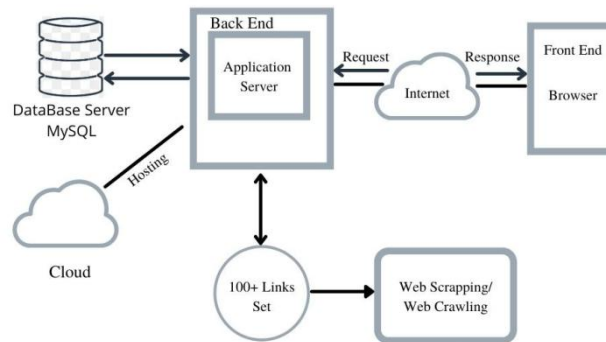 Back End
Application
Server
Request
Response
Internet
Front End
Browser
DataBase Server
MySQL
Hosting
Cloud
100+ Links
Set
Web Scrapping/
Web Crawling